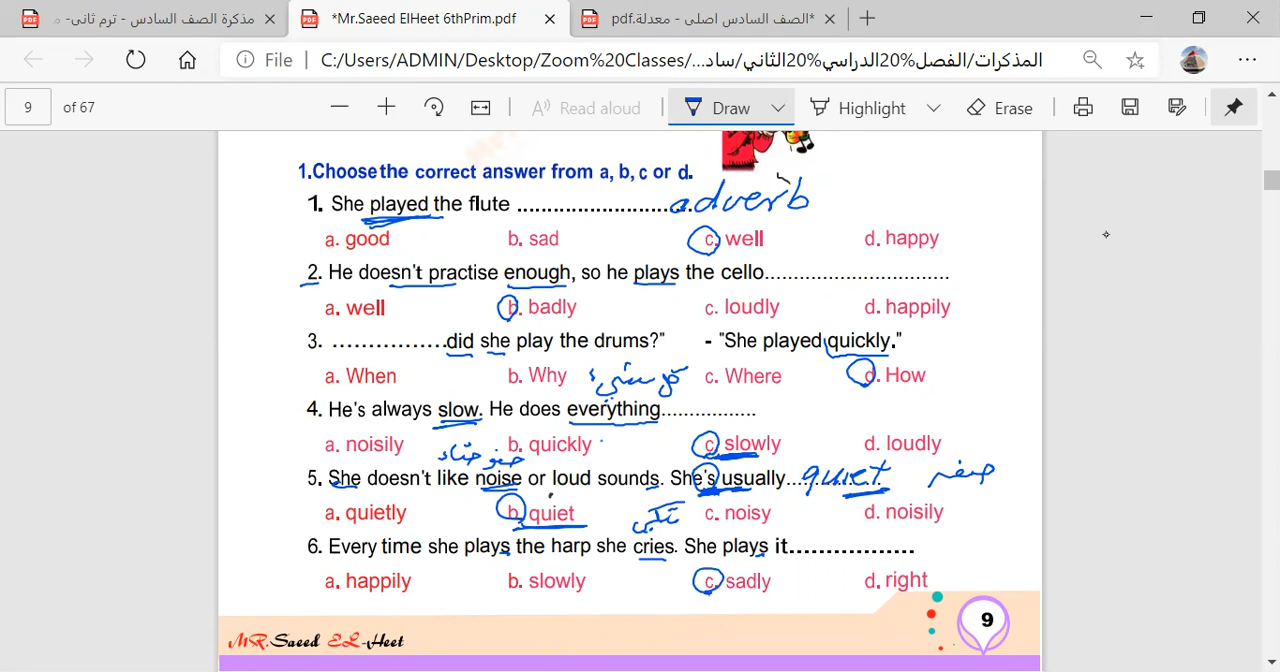 مذكرة الصف السادس - ترم ثانى - م
*Mr.Saeed ElHeet 6thPrim.pdf
*الصف السادس اصلى - معدلة.pdf
File C:/Users/ADMIN/Desktop/Zoom%20Classes/المذكرات/الفصل%20الدراسي%20الثاني/ساد...
9 of 67 Read aloud Draw Highlight Erase
1.Choose the correct answer from a, b, c or d.
1. She played the flute .......................... adverb
a. good b. sad c. well d. happy
2. He doesn't practise enough, so he plays the cello.............................
a. well b. badly c. loudly d. happily
3. ................did she play the drums?" - "She played quickly."
a. When b. Why كل شيء c. Where d. How
4. He's always slow. He does everything................
a. noisily b. quickly c. slowly d. loudly
ضوضاء
5. She doesn't like noise or loud sounds. She's usually.... quiet صفة
a. quietly b. quiet c. noisy d. noisily
تبكي
6. Every time she plays the harp she cries. She plays it..................
a. happily b. slowly c. sadly d. right
MR.Saeed EL-Heet
9